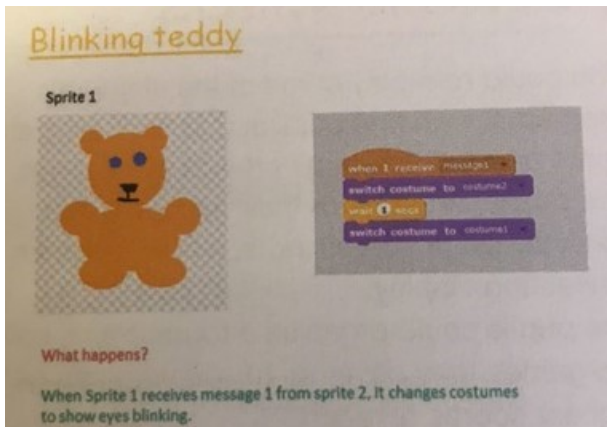 Blinking teddy
Sprite 1
when I receive message1
switch costume to costume2
wait 1 secs
switch costume to costume1
What happens?
When Sprite 1 receives message 1 from sprite 2, It changes costumes
to show eyes blinking.